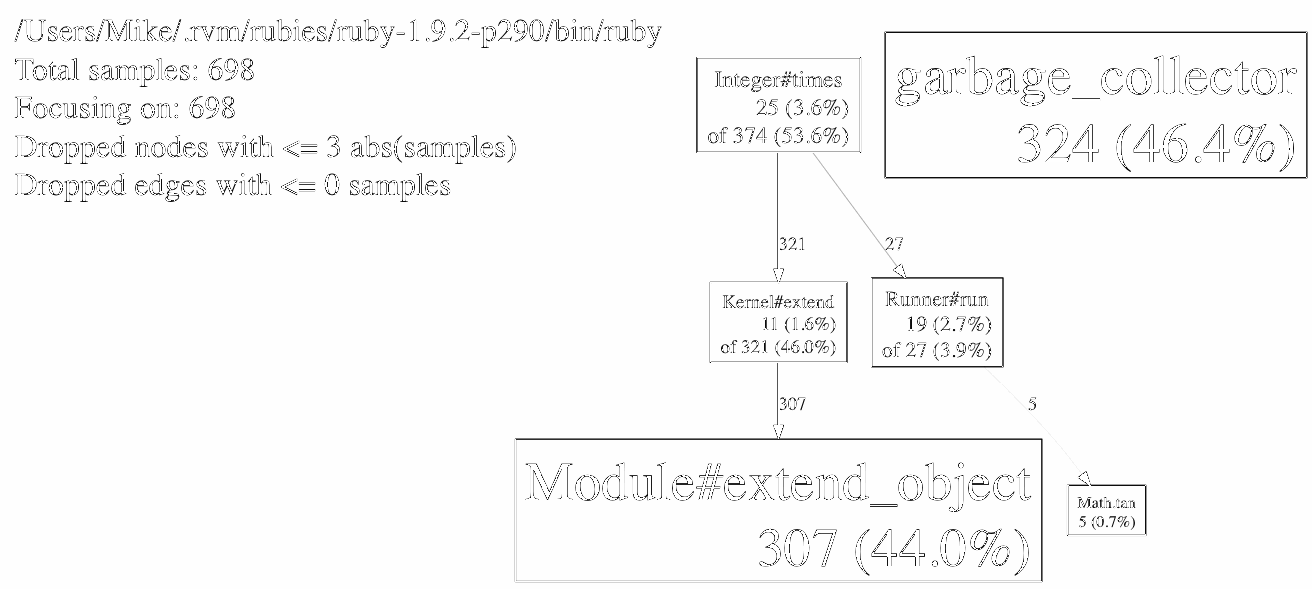 /Users/Mike/.rvm/rubies/ruby-1.9.2-p290/bin/ruby
Total samples: 698
Focusing on: 698
Dropped nodes with <= 3 abs(samples)
Dropped edges with <= 0 samples
Integer#times
25 (3.6%)
of 374 (53.6%)
garbage_collector
324 (46.4%)
321
27
Kernel#extend
11 (1.6%)
of 321 (46.0%)
Runner#run
19 (2.7%)
of 27 (3.9%)
307
5
Module#extend_object
307 (44.0%)
Math.tan
5 (0.7%)